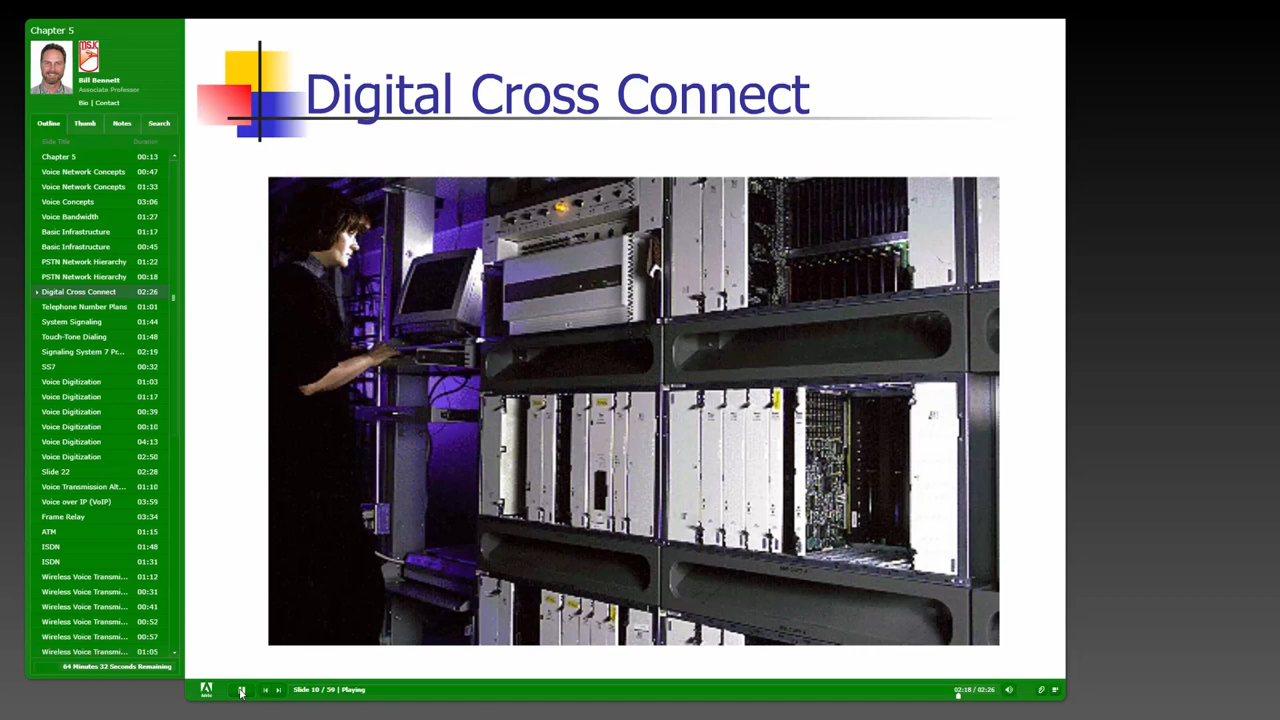 Chapter 5
MSK
Bill Bennett
Associate Professor
Bio | Contact
Outline Thumb Notes Search
Slide Title Duration
Chapter 5 00:13
Voice Network Concepts 00:47
Voice Network Concepts 01:33
Voice Concepts 03:06
Voice Bandwidth 01:27
Basic Infrastructure 01:17
Basic Infrastructure 00:45
PSTN Network Hierarchy 01:22
PSTN Network Hierarchy 00:18
Digital Cross Connect 02:26
Telephone Number Plans 01:01
System Signaling 01:44
Touch-Tone Dialing 01:48
Signaling System 7 Pr... 02:19
SS7 00:32
Voice Digitization 01:03
Voice Digitization 01:17
Voice Digitization 00:39
Voice Digitization 00:10
Voice Digitization 04:13
Voice Digitization 02:50
Slide 22 02:28
Voice Transmission Alt... 01:10
Voice over IP (VoIP) 03:59
Frame Relay 03:34
ATM 01:15
ISDN 01:48
ISDN 01:31
Wireless Voice Transmi... 01:12
Wireless Voice Transmi... 00:31
Wireless Voice Transmi... 00:41
Wireless Voice Transmi... 00:52
Wireless Voice Transmi... 00:57
Wireless Voice Transmi... 01:05
64 Minutes 32 Seconds Remaining
Digital Cross Connect
Slide 10 / 59 | Playing
02:18 / 02:26